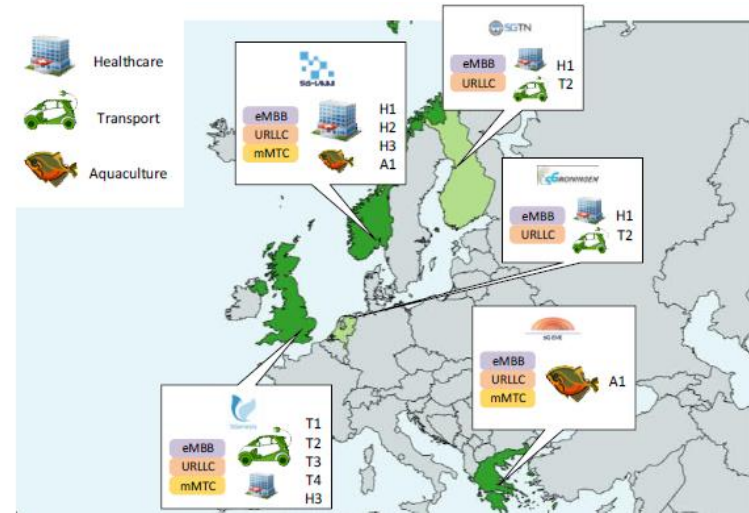 Healthcare
Transport
Aquaculture
eMBB
URLLC
mMTC
H1
H2
H3
A1
5GTN
eMBB
URLLC
H1
T2
GRONINGEN
eMBB
URLLC
H1
T2
eMBB
URLLC
mMTC
A1
eMBB
URLLC
mMTC
T1
T2
T3
T4
H3